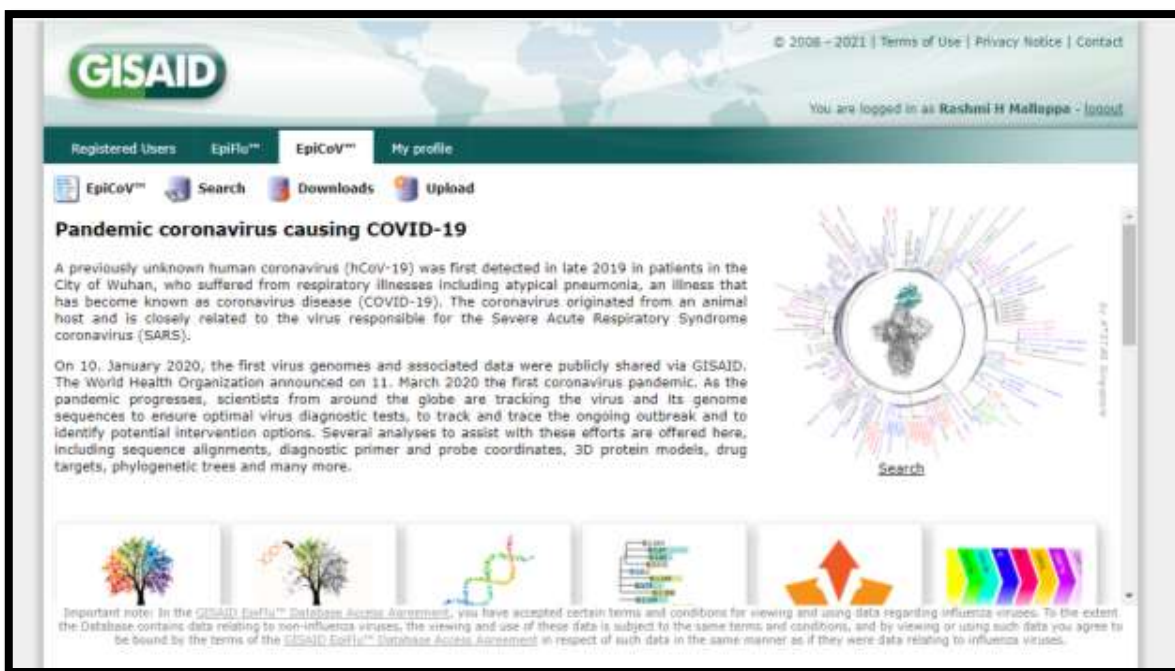 © 2008 - 2021 | Terms of Use | Privacy Notice | Contact
GISAID
You are logged in as Rashmi H Mallappa - logout
Registered Users EpiFlu™ EpiCoV™ My profile
EpiCoV™ Search Downloads Upload
Pandemic coronavirus causing COVID-19
A previously unknown human coronavirus (hCoV-19) was first detected in late 2019 in patients in the
City of Wuhan, who suffered from respiratory illnesses including atypical pneumonia, an illness that
has become known as coronavirus disease (COVID-19). The coronavirus originated from an animal
host and is closely related to the virus responsible for the Severe Acute Respiratory Syndrome
coronavirus (SARS).
On 10. January 2020, the first virus genomes and associated data were publicly shared via GISAID.
The World Health Organization announced on 11. March 2020 the first coronavirus pandemic. As the
pandemic progresses, scientists from around the globe are tracking the virus and its genome
sequences to ensure optimal virus diagnostic tests, to track and trace the ongoing outbreak and to
identify potential intervention options. Several analyses to assist with these efforts are offered here,
including sequence alignments, diagnostic primer and probe coordinates, 3D protein models, drug
targets, phylogenetic trees and many more.
Search
Important note: In the GISAID EpiFlu™ Database Access Agreement, you have accepted certain terms and conditions for viewing and using data regarding influenza viruses. To the extent
the Database contains data relating to non-influenza viruses, the viewing and use of these data is subject to the same terms and conditions, and by viewing or using such data you agree to
be bound by the terms of the GISAID EpiFlu™ Database Access Agreement in respect of such data in the same manner as if they were data relating to influenza viruses.